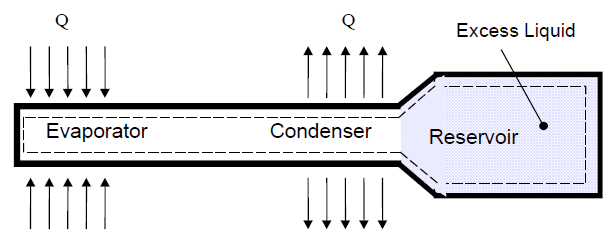 Q
Q
Excess Liquid
Evaporator
Condenser
Reservoir